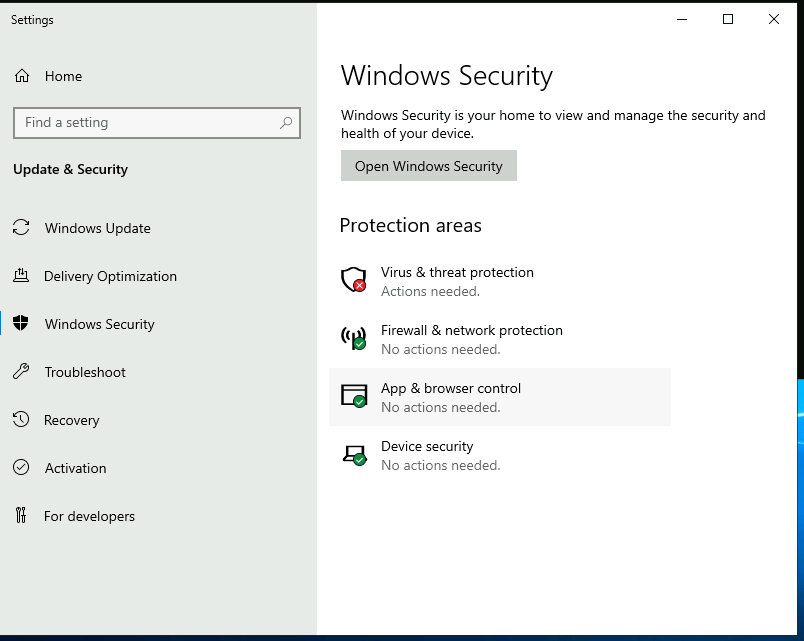 Settings
Home
Find a setting
Update & Security
Windows Update
Delivery Optimization
Windows Security
Troubleshoot
Recovery
Activation
For developers
Windows Security
Windows Security is your home to view and manage the security and
health of your device.
Open Windows Security
Protection areas
Virus & threat protection
Actions needed.
Firewall & network protection
No actions needed.
App & browser control
No actions needed.
Device security
No actions needed.